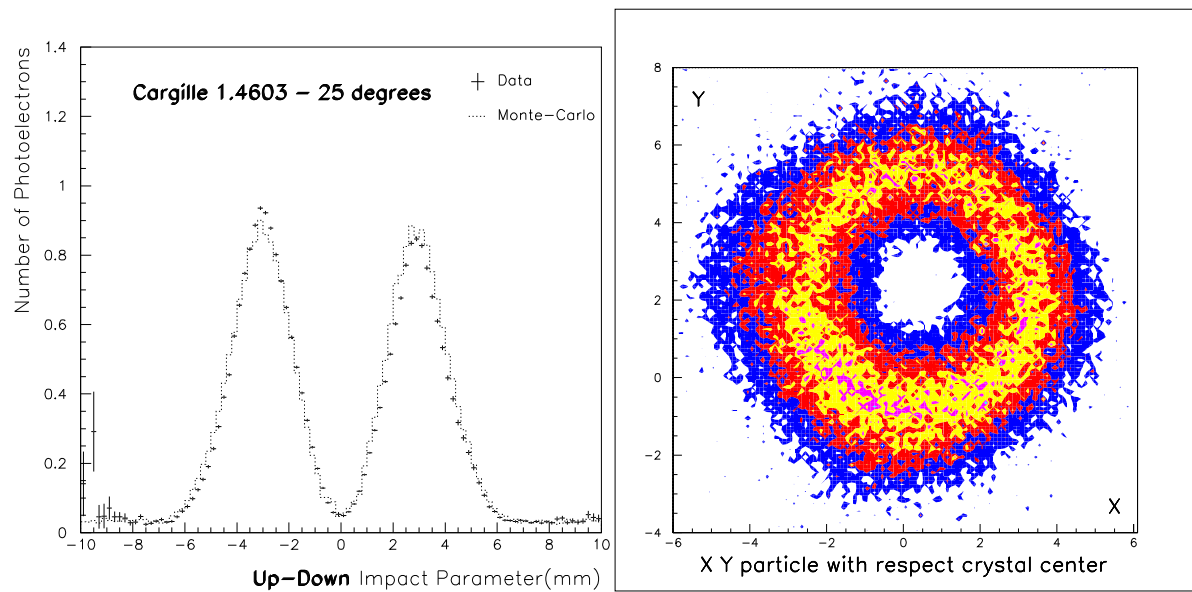 Number of Photoelectrons
1.4
1.2
1
0.8
0.6
0.4
0.2
0
Cargille 1.4603 - 25 degrees
Data
Monte-Carlo
-10 -8 -6 -4 -2 0 2 4 6 8 10
Up-Down Impact Parameter(mm)
8
6
4
2
0
-2
-4
Y
X
-6 -4 -2 0 2 4 6
X Y particle with respect crystal center